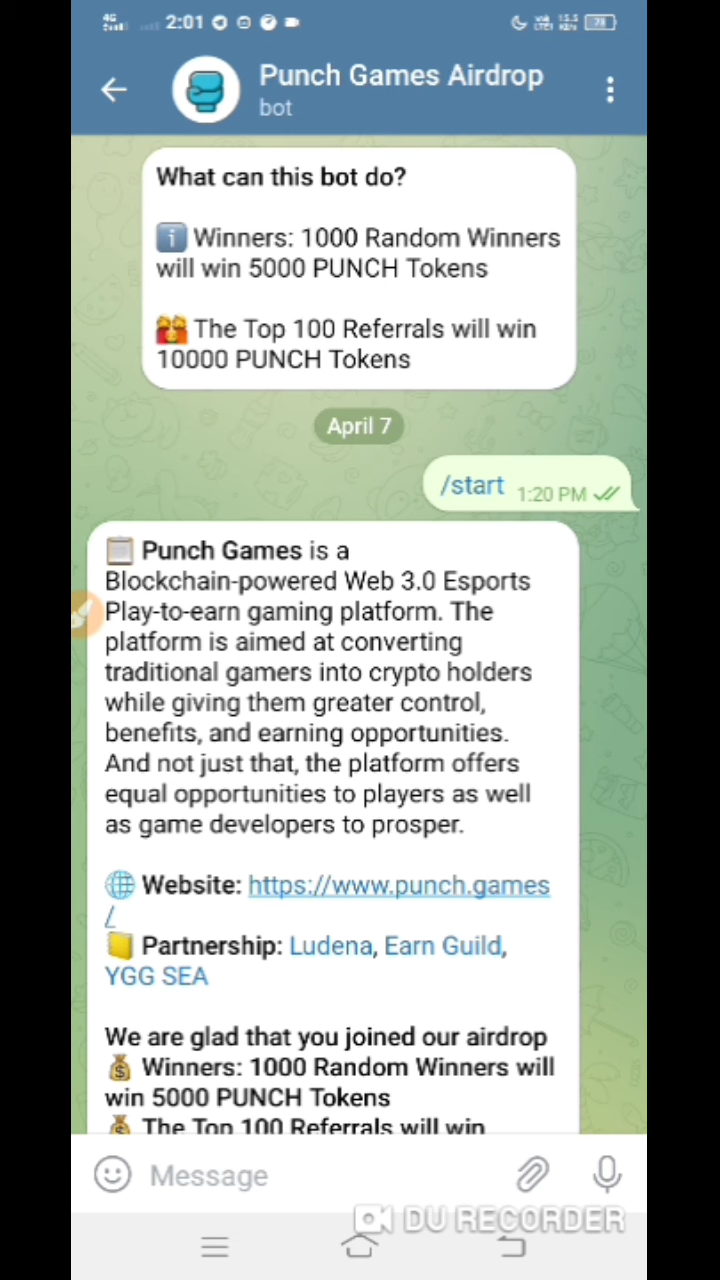 4G 2:01
Punch Games Airdrop
bot
What can this bot do?
Winners: 1000 Random Winners
will win 5000 PUNCH Tokens
The Top 100 Referrals will win
10000 PUNCH Tokens
April 7
/start 1:20 PM
Punch Games is a
Blockchain-powered Web 3.0 Esports
Play-to-earn gaming platform. The
platform is aimed at converting
traditional gamers into crypto holders
while giving them greater control,
benefits, and earning opportunities.
And not just that, the platform offers
equal opportunities to players as well
as game developers to prosper.
Website: https://www.punch.games
/
Partnership: Ludena, Earn Guild,
YGG SEA
We are glad that you joined our airdrop
Winners: 1000 Random Winners will
win 5000 PUNCH Tokens
The Top 100 Referrals will win
Message
DU RECORDER